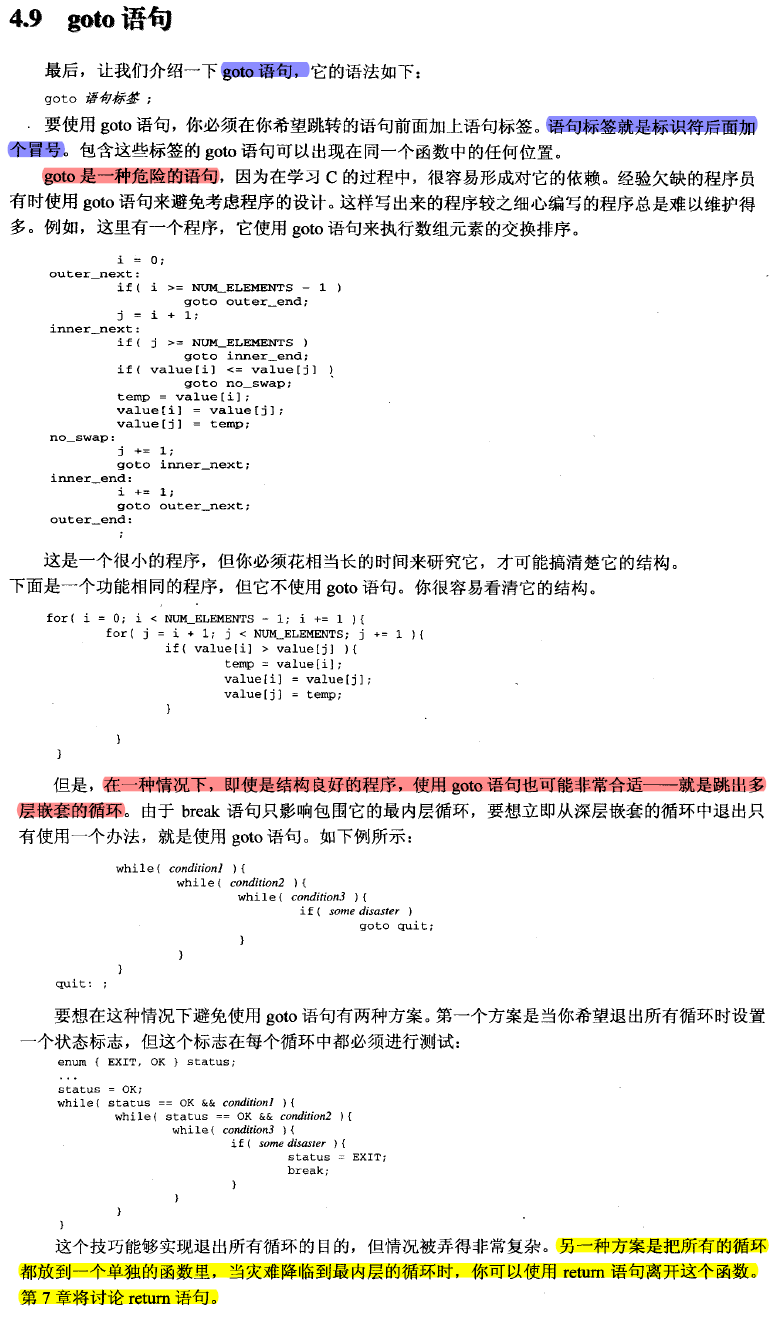 4.9 goto 语句
最后，让我们介绍一下 goto 语句，它的语法如下：
goto 语句标签 ;
要使用 goto 语句，你必须在你希望跳转的语句前面加上语句标签。语句标签就是标识符后面加
个冒号。包含这些标签的 goto 语句可以出现在同一个函数中的任何位置。
goto 是一种危险的语句，因为在学习 C 的过程中，很容易形成对它的依赖。经验欠缺的程序员
有时使用 goto 语句来避免考虑程序的设计。这样写出来的程序较之细心编写的程序总是难以维护得
多。例如，这里有一个程序，它使用 goto 语句来执行数组元素的交换排序。
i = 0;
outer_next:
if( i >= NUM_ELEMENTS - 1 )
goto outer_end;
j = i + 1;
inner_next:
if( j >= NUM_ELEMENTS )
goto inner_end;
if( value[i] <= value[j] )
goto no_swap;
temp = value[i];
value[i] = value[j];
value[j] = temp;
no_swap:
j += 1;
goto inner_next;
inner_end:
i += 1;
goto outer_next;
outer_end:
;
这是一个很小的程序，但你必须花相当长的时间来研究它，才可能搞清楚它的结构。
下面是一个功能相同的程序，但它不使用 goto 语句。你很容易看清它的结构。
for( i = 0; i < NUM_ELEMENTS - 1; i += 1 ){
for( j = i + 1; j < NUM_ELEMENTS; j += 1 ){
if( value[i] > value[j] ){
temp = value[i];
value[i] = value[j];
value[j] = temp;
}
}
}
但是，在一种情况下，即使是结构良好的程序，使用 goto 语句也可能非常合适——就是跳出多
层嵌套的循环。由于 break 语句只影响包围它的最内层循环，要想立即从深层嵌套的循环中退出只
有使用一个办法，就是使用 goto 语句。如下例所示：
while( condition1 ){
while( condition2 ){
while( condition3 ){
if( some disaster )
goto quit;
}
}
}
quit: ;
要想在这种情况下避免使用 goto 语句有两种方案。第一个方案是当你希望退出所有循环时设置
一个状态标志，但这个标志在每个循环中都必须进行测试：
enum { EXIT, OK } status;
...
status = OK;
while( status == OK && condition1 ){
while( status == OK && condition2 ){
while( condition3 ){
if( some disaster ){
status = EXIT;
break;
}
}
}
}
这个技巧能够实现退出所有循环的目的，但情况被弄得非常复杂。另一种方案是把所有的循环
都放到一个单独的函数里，当灾难降临到最内层的循环时，你可以使用 return 语句离开这个函数。
第 7 章将讨论 return 语句。